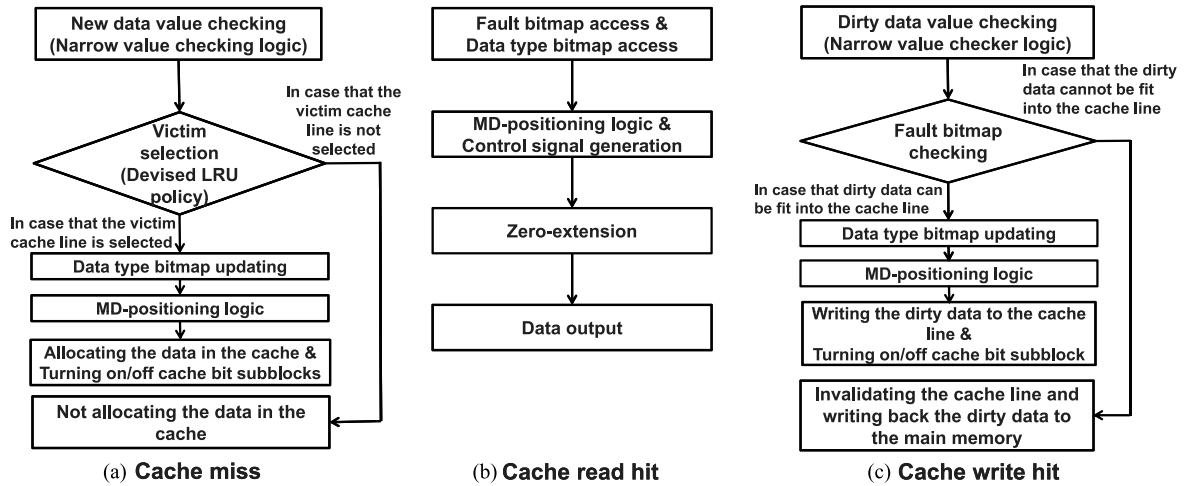 New data value checking
(Narrow value checking logic)
In case that the
victim cache
line is not
selected
Victim
selection
(Devised LRU
policy)
In case that the victim
cache line is selected
Data type bitmap updating
MD-positioning logic
Allocating the data in the cache &
Turning on/off cache bit subblocks
Not allocating the data in the
cache
(a) Cache miss
Fault bitmap access &
Data type bitmap access
MD-positioning logic &
Control signal generation
Zero-extension
Data output
(b) Cache read hit
Dirty data value checking
(Narrow value checker logic)
In case that the dirty
data cannot be fit
into the cache line
Fault bitmap
checking
In case that dirty data can
be fit into the cache line
Data type bitmap updating
MD-positioning logic
Writing the dirty data to the cache
line &
Turning on/off cache bit subblock
Invalidating the cache line and
writing back the dirty data to
the main memory
(c) Cache write hit